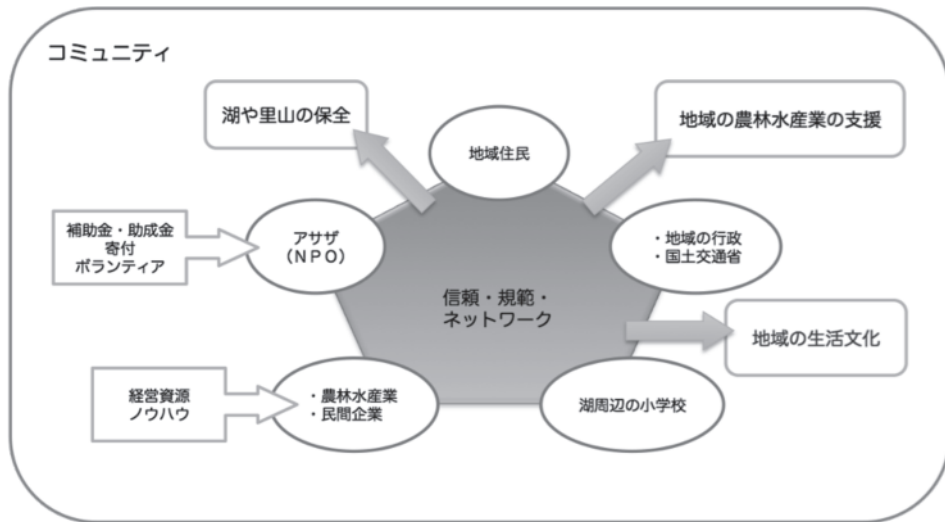 コミュニティ
湖や里山の保全
地域住民
地域の農林水産業の支援
補助金・助成金
寄付
ボランティア
アサザ
(NPO)
・地域の行政
・国土交通省
信頼・規範・
ネットワーク
地域の生活文化
経営資源
ノウハウ
・農林水産業
・民間企業
湖周辺の小学校